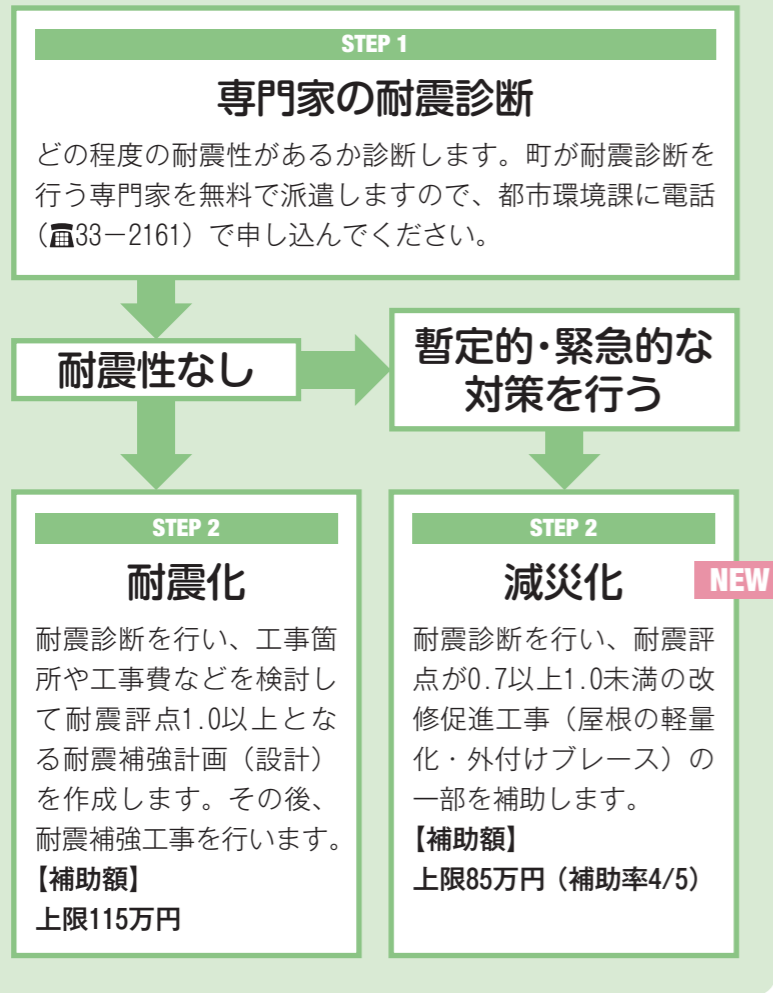 STEP 1
専門家の耐震診断
どの程度の耐震性があるか診断します。町が耐震診断を
行う専門家を無料で派遣しますので、都市環境課に電話
(☎33－2161）で申し込んでください。
耐震性なし
暫定的･緊急的な
対策を行う
STEP 2
耐震化
耐震診断を行い、工事箇
所や工事費などを検討し
て耐震評点1.0以上とな
る耐震補強計画（設計）
を作成します。その後、
耐震補強工事を行います。
【補助額】
上限115万円
STEP 2
減災化
NEW
耐震診断を行い、耐震評
点が0.7以上1.0未満の改
修促進工事（屋根の軽量
化・外付けブレース）の
一部を補助します。
【補助額】
上限85万円（補助率4/5）